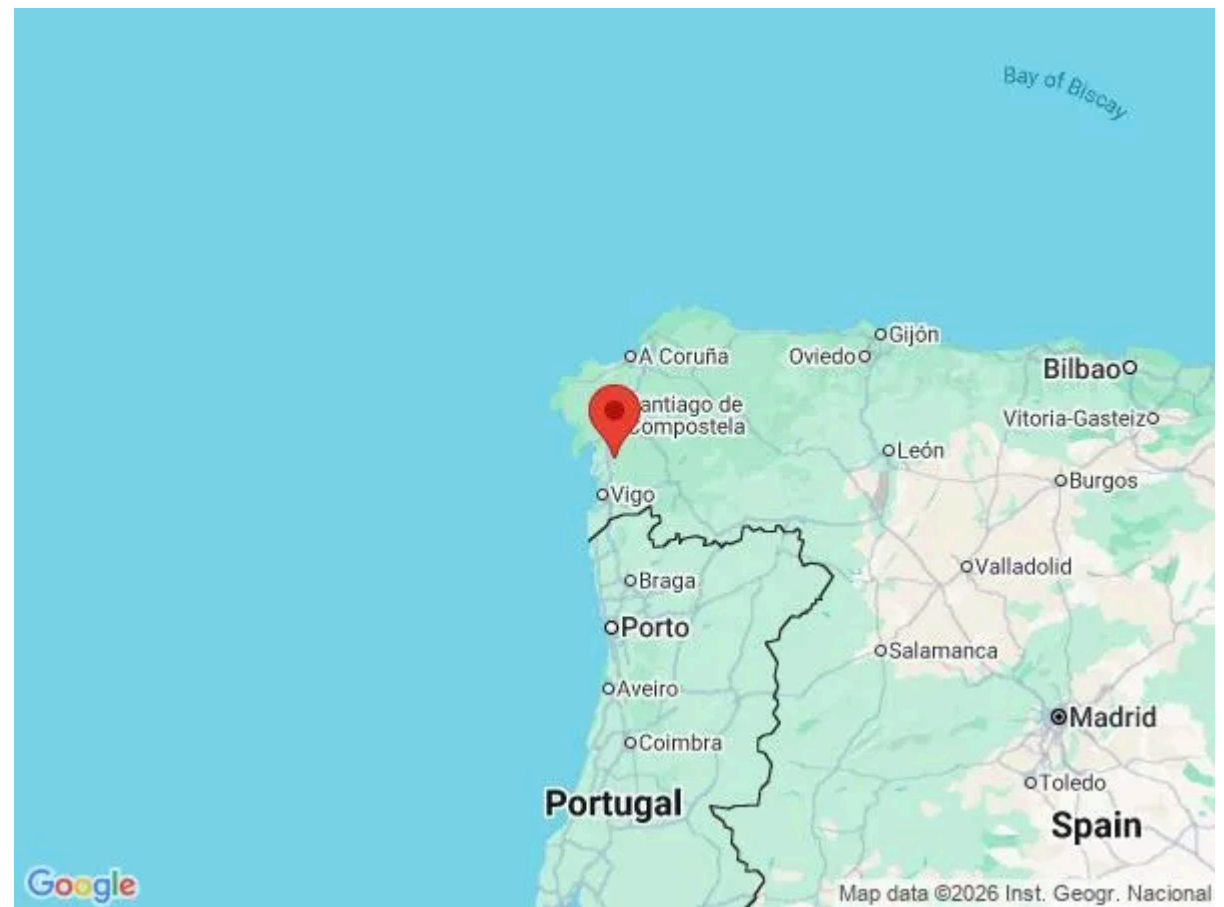 Bay of Biscay
Gijón
A Coruña
Oviedo
Bilbao
antiago de
ompostela
Vitoria-Gasteiz
León
Burgos
Vigo
Valladolid
Braga
Porto
Salamanca
Aveiro
Madrid
Coimbra
Toledo
Portugal
Spain
Google
Map data ©2026 Inst. Geogr. Nacional